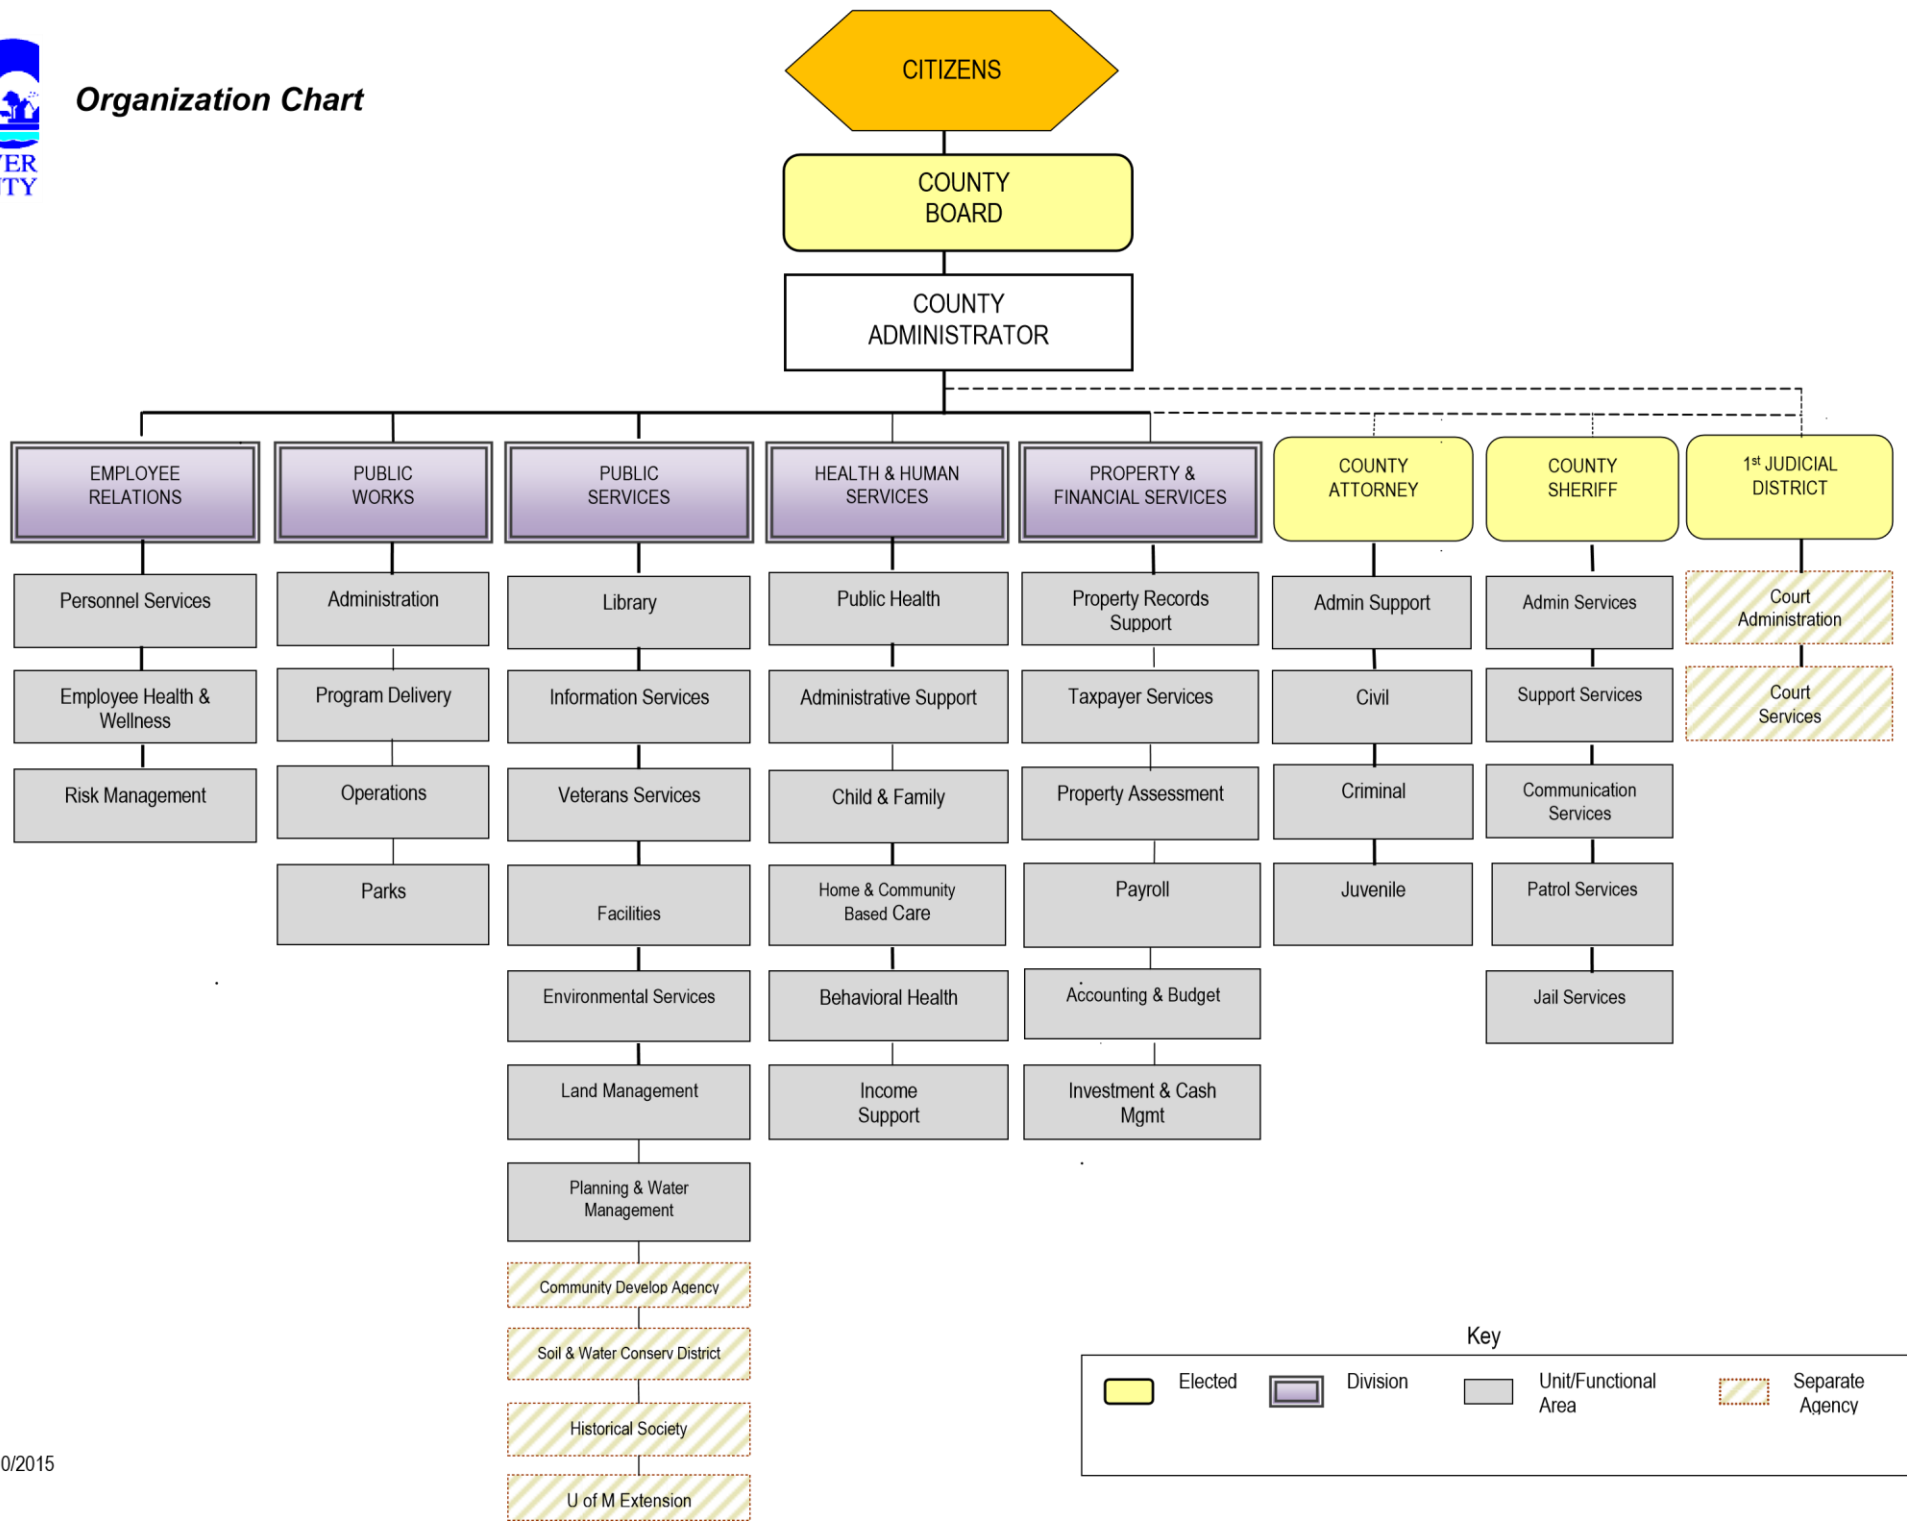 CITIZENS
Organization Chart
VER
NTY
COUNTY
BOARD
COUNTY
ADMINISTRATOR
EMPLOYEE
RELATIONS
PUBLIC
WORKS
PUBLIC
SERVICES
HEALTH & HUMAN
SERVICES
PROPERTY &
FINANCIAL SERVICES
COUNTY
ATTORNEY
COUNTY
SHERIFF
1st JUDICIAL
DISTRICT
Personnel Services
Employee Health &
Wellness
Risk Management
Administration
Program Delivery
Operations
Parks
Library
Information Services
Veterans Services
Facilities
Environmental Services
Land Management
Planning & Water
Management
Community Develop Agency
Soil & Water Conserv District
Historical Society
U of M Extension
Public Health
Administrative Support
Child & Family
Home & Community
Based Care
Behavioral Health
Income
Support
Property Records
Support
Taxpayer Services
Property Assessment
Payroll
Accounting & Budget
Investment & Cash
Mgmt
Admin Support
Civil
Criminal
Juvenile
Admin Services
Support Services
Communication
Services
Patrol Services
Jail Services
Court
Administration
Court
Services
Key
Elected
Division
Unit/Functional
Area
Separate
Agency
0/2015